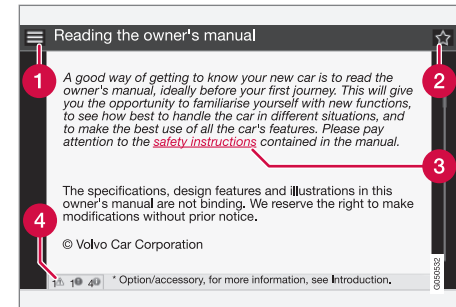 Reading the owner's manual
1
2
A good way of getting to know your new car is to read the
owner's manual, ideally before your first journey. This will give
you the opportunity to familiarise yourself with new functions,
to see how best to handle the car in different situations, and
to make the best use of all the car's features. Please pay
attention to the safety instructions contained in the manual.
3
The specifications, design features and illustrations in this
owner's manual are not binding. We reserve the right to make
modifications without prior notice.
4
© Volvo Car Corporation
1 1 4 * Option/accessory, for more information, see Introduction.
G050532